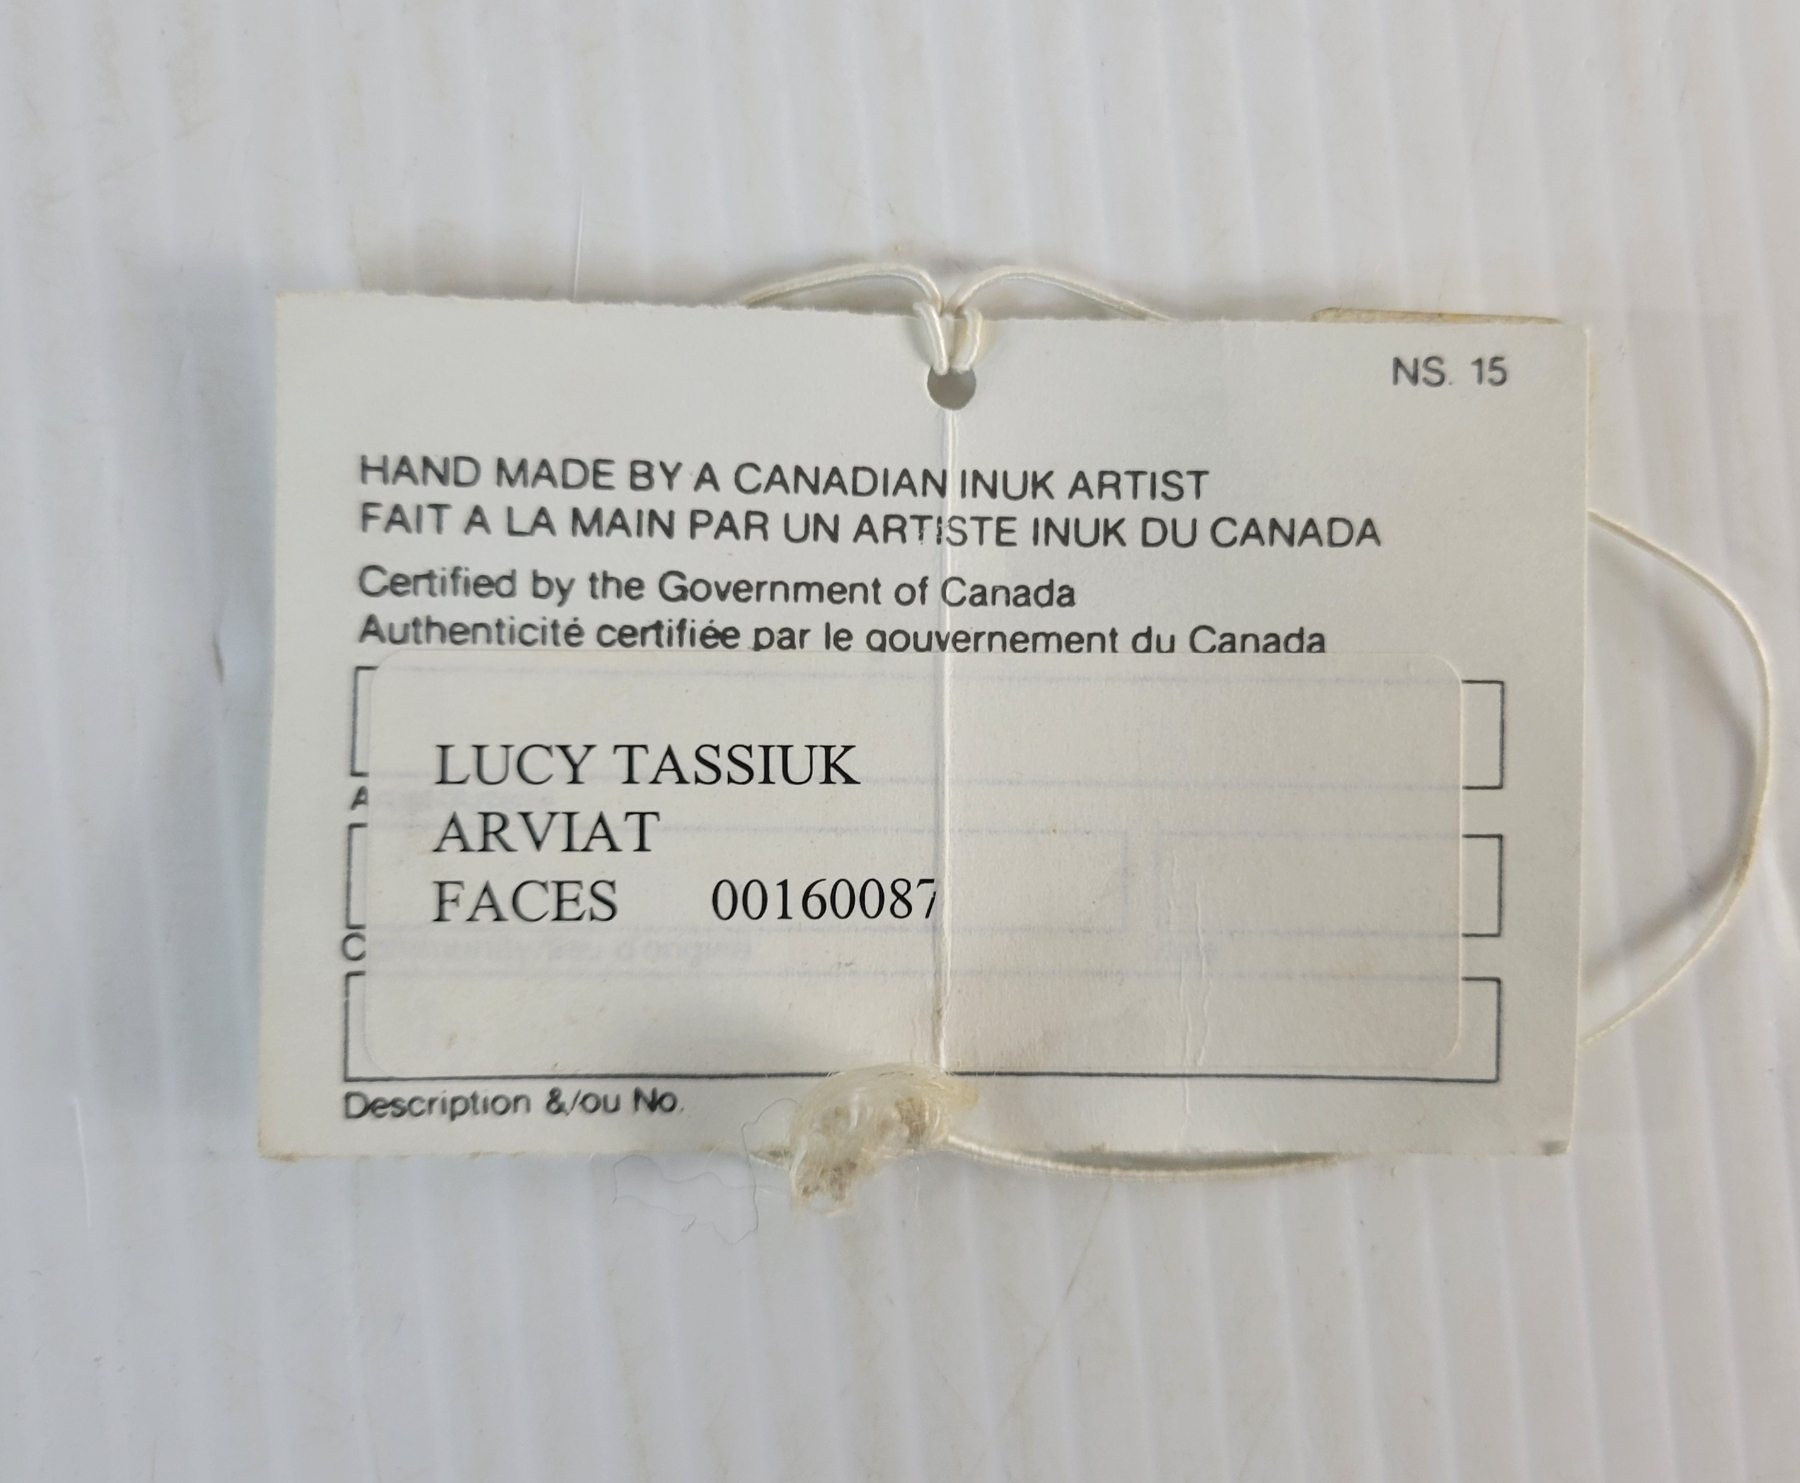 NS. 15
HAND MADE BY A CANADIAN INUK ARTIST
FAIT A LA MAIN PAR UN ARTISTE INUK DU CANADA
Certified by the Government of Canada
Authenticité certifiée par le gouvernement du Canada
LUCY TASSIUK
ARVIAT
FACES 00160087
Description &/ou No.